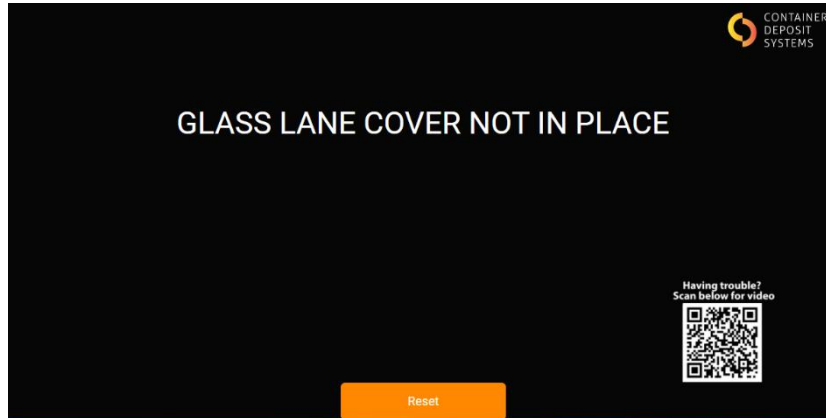 CONTAINER
DEPOSIT
SYSTEMS
GLASS LANE COVER NOT IN PLACE
Having trouble?
Scan below for video
Reset